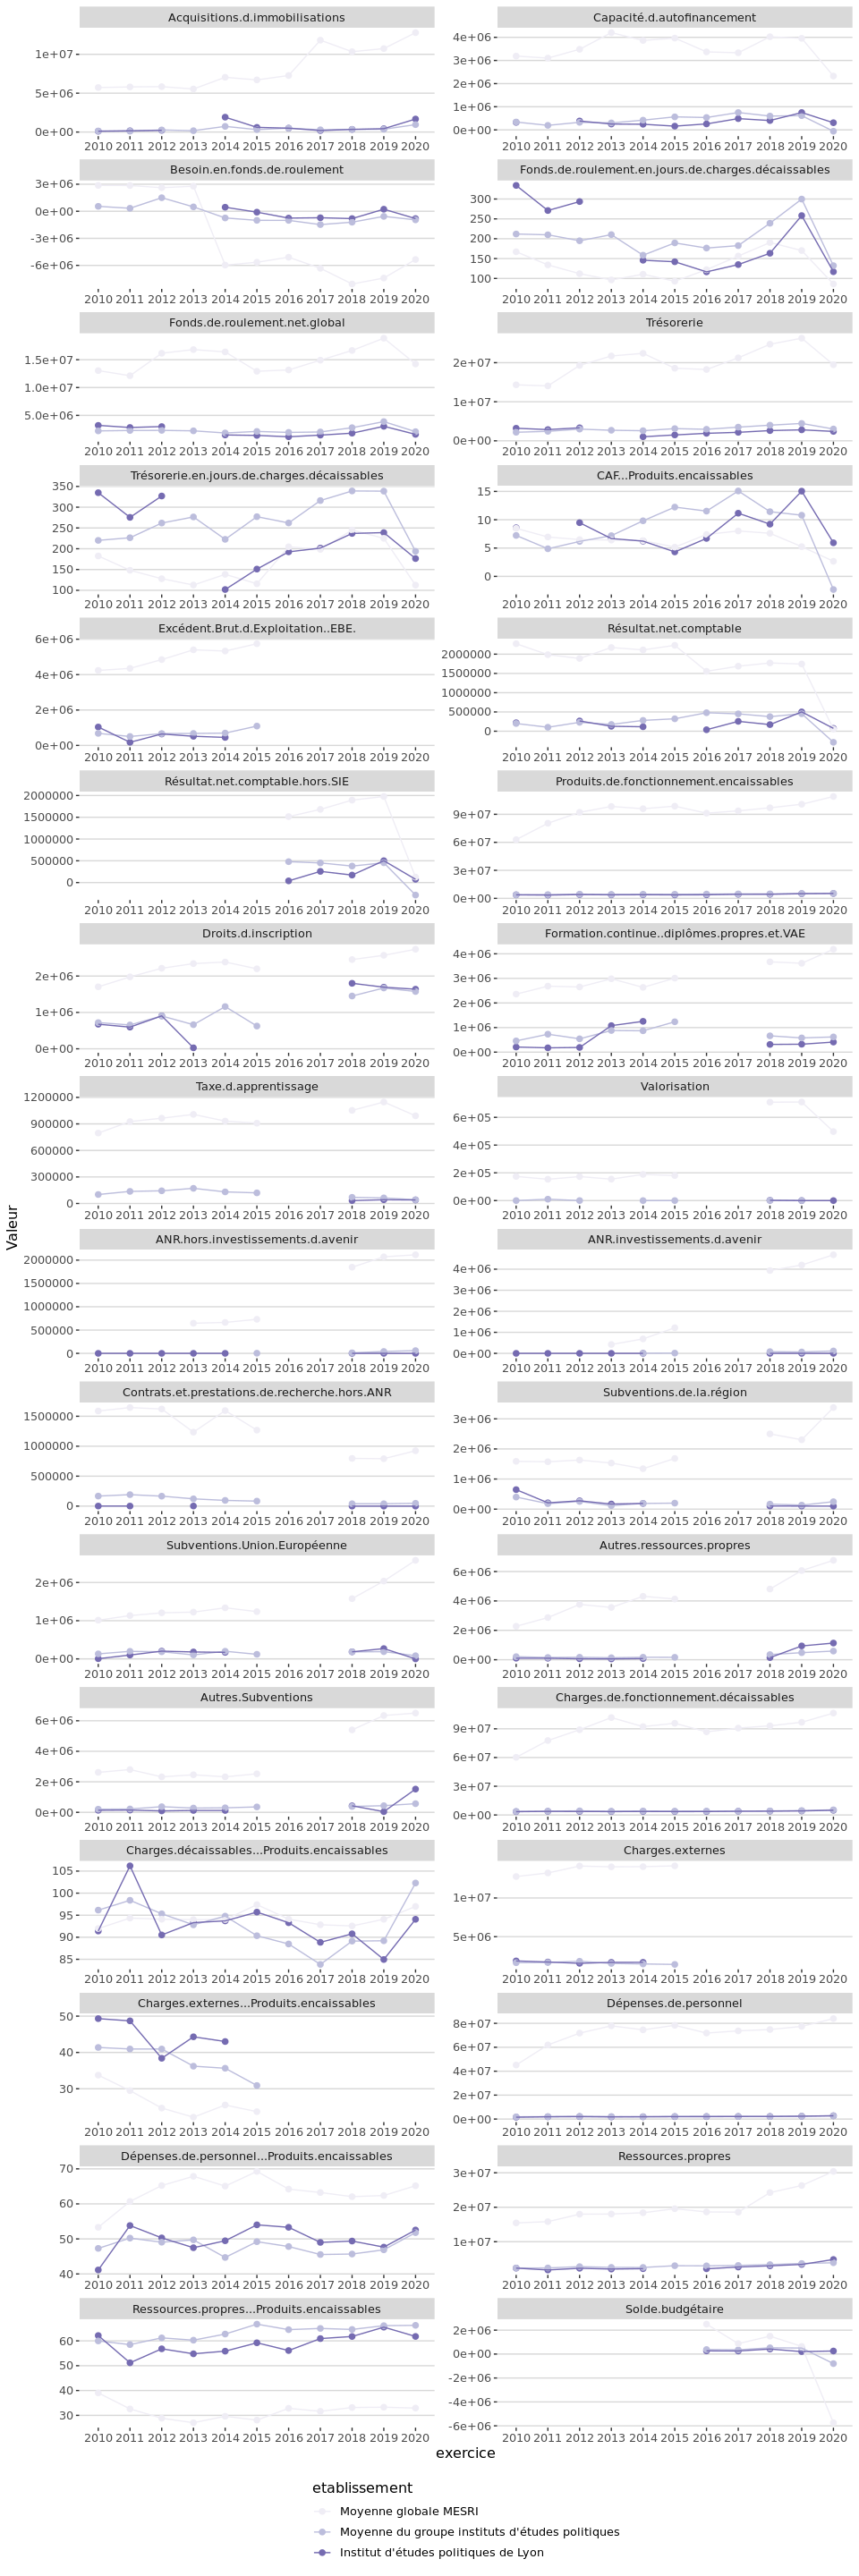 Acquisitions.d.immobilisations
1e+07
5e+06
0e+00
2010 2011 2012 2013 2014 2015 2016 2017 2018 2019 2020
Capacité.d.autofinancement
4e+06
3e+06
2e+06
1e+06
0e+00
2010 2011 2012 2013 2014 2015 2016 2017 2018 2019 2020
Besoin.en.fonds.de.roulement
3e+06
0e+00
-3e+06
-6e+06
2010 2011 2012 2013 2014 2015 2016 2017 2018 2019 2020
Fonds.de.roulement.en.jours.de.charges.décaissables
300
250
200
150
100
2010 2011 2012 2013 2014 2015 2016 2017 2018 2019 2020
Fonds.de.roulement.net.global
1.5e+07
1.0e+07
5.0e+06
2010 2011 2012 2013 2014 2015 2016 2017 2018 2019 2020
Trésorerie
2e+07
1e+07
0e+00
2010 2011 2012 2013 2014 2015 2016 2017 2018 2019 2020
Trésorerie.en.jours.de.charges.décaissables
350
300
250
200
150
100
2010 2011 2012 2013 2014 2015 2016 2017 2018 2019 2020
CAF...Produits.encaissables
15
10
5
0
2010 2011 2012 2013 2014 2015 2016 2017 2018 2019 2020
Excédent.Brut.d.Exploitation..EBE.
6e+06
4e+06
2e+06
0e+00
2010 2011 2012 2013 2014 2015 2016 2017 2018 2019 2020
Résultat.net.comptable
2000000
1500000
1000000
500000
0
2010 2011 2012 2013 2014 2015 2016 2017 2018 2019 2020
Résultat.net.comptable.hors.SIE
2000000
1500000
1000000
500000
0
2010 2011 2012 2013 2014 2015 2016 2017 2018 2019 2020
Produits.de.fonctionnement.encaissables
9e+07
6e+07
3e+07
0e+00
2010 2011 2012 2013 2014 2015 2016 2017 2018 2019 2020
Droits.d.inscription
2e+06
1e+06
0e+00
2010 2011 2012 2013 2014 2015 2016 2017 2018 2019 2020
Formation.continue..diplômes.propres.et.VAE
4e+06
3e+06
2e+06
1e+06
0e+00
2010 2011 2012 2013 2014 2015 2016 2017 2018 2019 2020
Taxe.d.apprentissage
1200000
900000
600000
300000
0
2010 2011 2012 2013 2014 2015 2016 2017 2018 2019 2020
Valorisation
6e+05
4e+05
2e+05
0e+00
2010 2011 2012 2013 2014 2015 2016 2017 2018 2019 2020
Valeur
ANR.hors.investissements.d.avenir
2000000
1500000
1000000
500000
0
2010 2011 2012 2013 2014 2015 2016 2017 2018 2019 2020
ANR.investissements.d.avenir
4e+06
3e+06
2e+06
1e+06
0e+00
2010 2011 2012 2013 2014 2015 2016 2017 2018 2019 2020
Contrats.et.prestations.de.recherche.hors.ANR
1500000
1000000
500000
0
2010 2011 2012 2013 2014 2015 2016 2017 2018 2019 2020
Subventions.de.la.région
3e+06
2e+06
1e+06
0e+00
2010 2011 2012 2013 2014 2015 2016 2017 2018 2019 2020
Subventions.Union.Européenne
2e+06
1e+06
0e+00
2010 2011 2012 2013 2014 2015 2016 2017 2018 2019 2020
Autres.ressources.propres
6e+06
4e+06
2e+06
0e+00
2010 2011 2012 2013 2014 2015 2016 2017 2018 2019 2020
Autres.Subventions
6e+06
4e+06
2e+06
0e+00
2010 2011 2012 2013 2014 2015 2016 2017 2018 2019 2020
Charges.de.fonctionnement.décaissables
9e+07
6e+07
3e+07
0e+00
2010 2011 2012 2013 2014 2015 2016 2017 2018 2019 2020
Charges.décaissables...Produits.encaissables
105
100
95
90
85
2010 2011 2012 2013 2014 2015 2016 2017 2018 2019 2020
Charges.externes
1e+07
5e+06
2010 2011 2012 2013 2014 2015 2016 2017 2018 2019 2020
Charges.externes...Produits.encaissables
50
40
30
2010 2011 2012 2013 2014 2015 2016 2017 2018 2019 2020
Dépenses.de.personnel
8e+07
6e+07
4e+07
2e+07
0e+00
2010 2011 2012 2013 2014 2015 2016 2017 2018 2019 2020
Dépenses.de.personnel...Produits.encaissables
70
60
50
40
2010 2011 2012 2013 2014 2015 2016 2017 2018 2019 2020
Ressources.propres
3e+07
2e+07
1e+07
2010 2011 2012 2013 2014 2015 2016 2017 2018 2019 2020
Ressources.propres...Produits.encaissables
60
50
40
30
2010 2011 2012 2013 2014 2015 2016 2017 2018 2019 2020
Solde.budgétaire
2e+06
0e+00
-2e+06
-4e+06
-6e+06
2010 2011 2012 2013 2014 2015 2016 2017 2018 2019 2020
exercice
etablissement
Moyenne globale MESRI
Moyenne du groupe instituts d'études politiques
Institut d'études politiques de Lyon